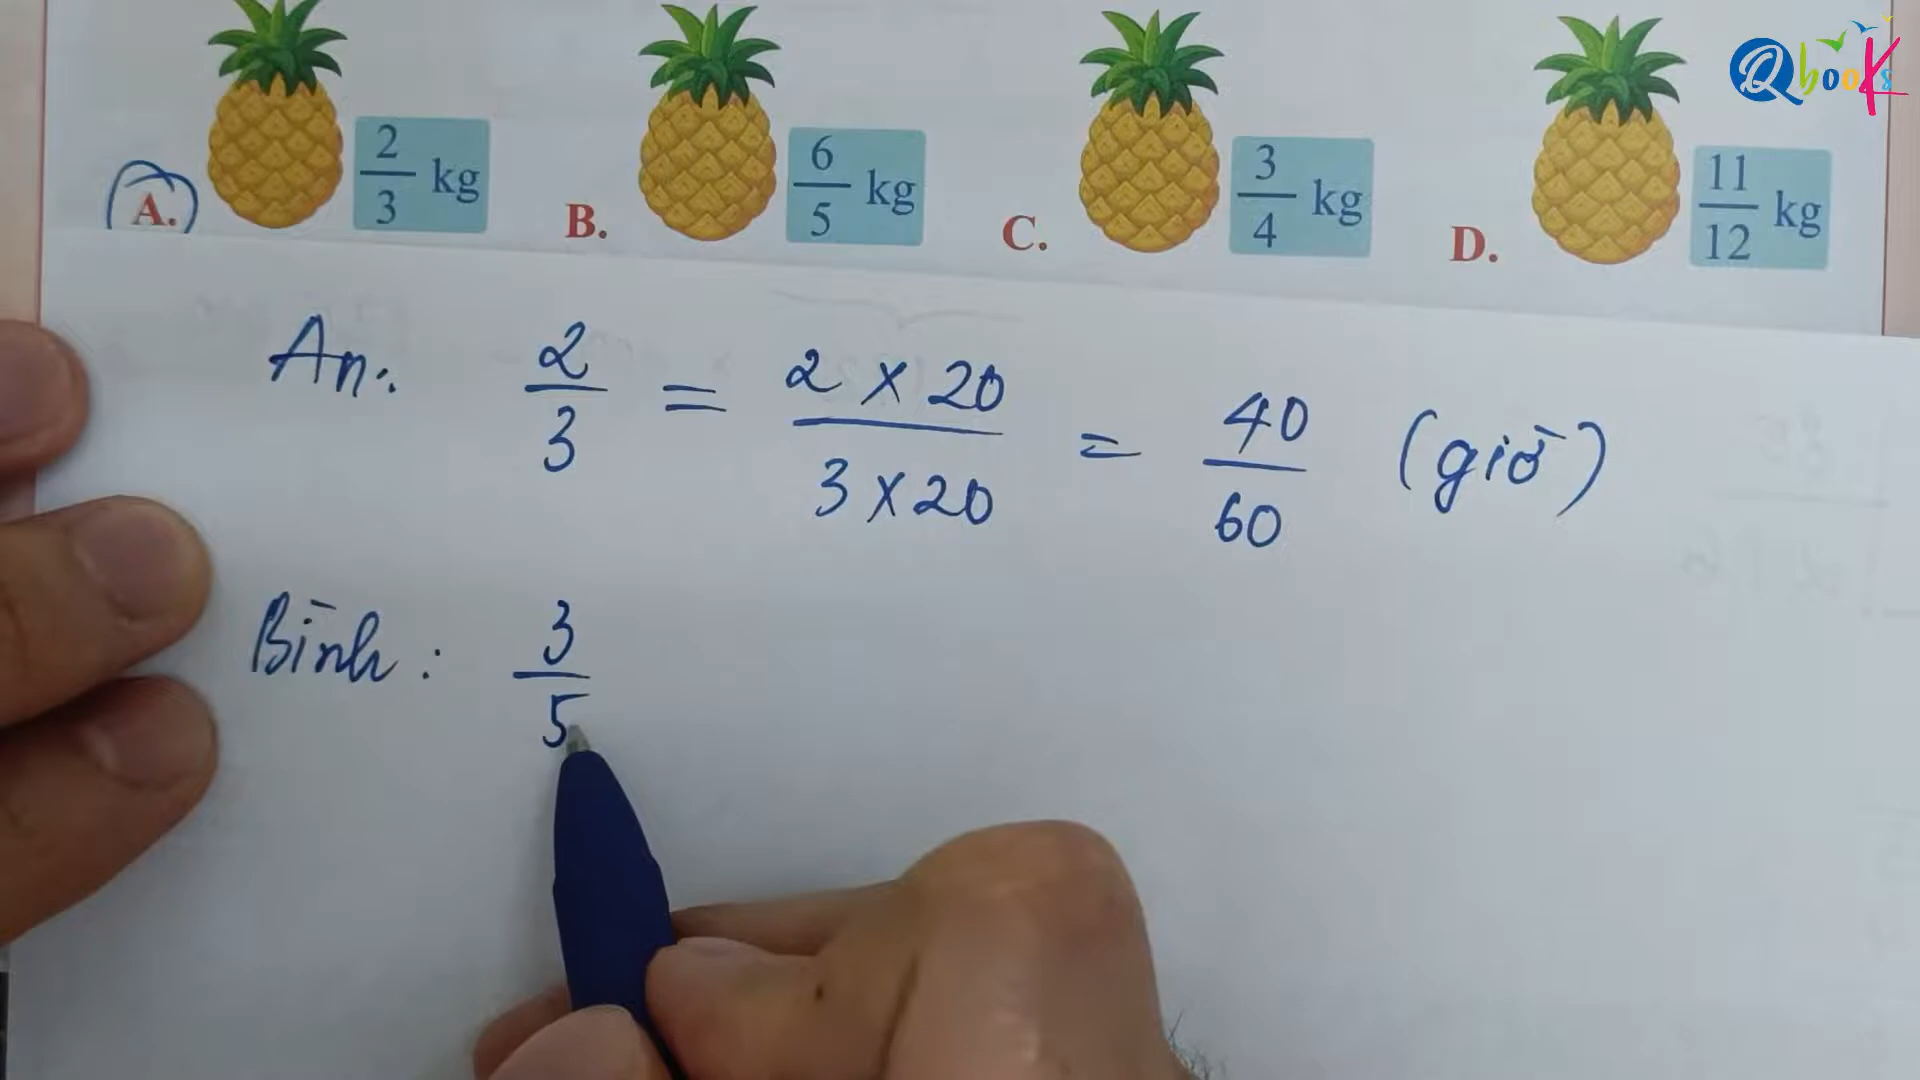 Qbooks
A. 2/3 kg
B. 6/5 kg
C. 3/4 kg
D. 11/12 kg
An: 2/3 = 2 x 20 / 3 x 20 = 40/60 (giờ)
Bình: 3/5